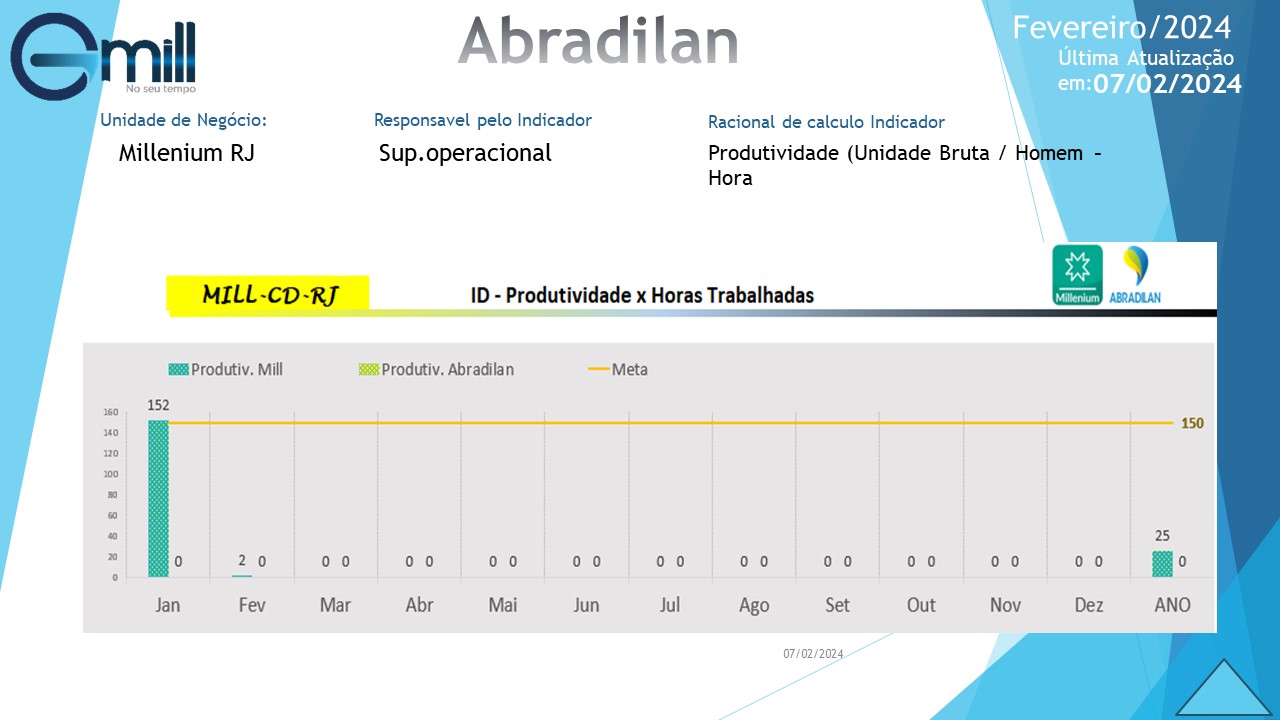 Gmill
No seu tempo
Abradilan
Fevereiro/2024
Última Atualização
em:07/02/2024
Unidade de Negócio:
Millenium RJ
Responsavel pelo Indicador
Sup.operacional
Racional de calculo Indicador
Produtividade (Unidade Bruta / Homem –
Hora
MILL-CD-RJ
ID - Produtividade x Horas Trabalhadas
Millenium
ABRADILAN
Produtiv. Mill
Produtiv. Abradilan
Meta
160
140
120
100
80
60
40
20
0
152
0
2 0
0 0
0 0
0 0
0 0
0 0
0 0
0 0
0 0
0 0
0 0
25
0
150
Jan Fev Mar Abr Mai Jun Jul Ago Set Out Nov Dez ANO
07/02/2024